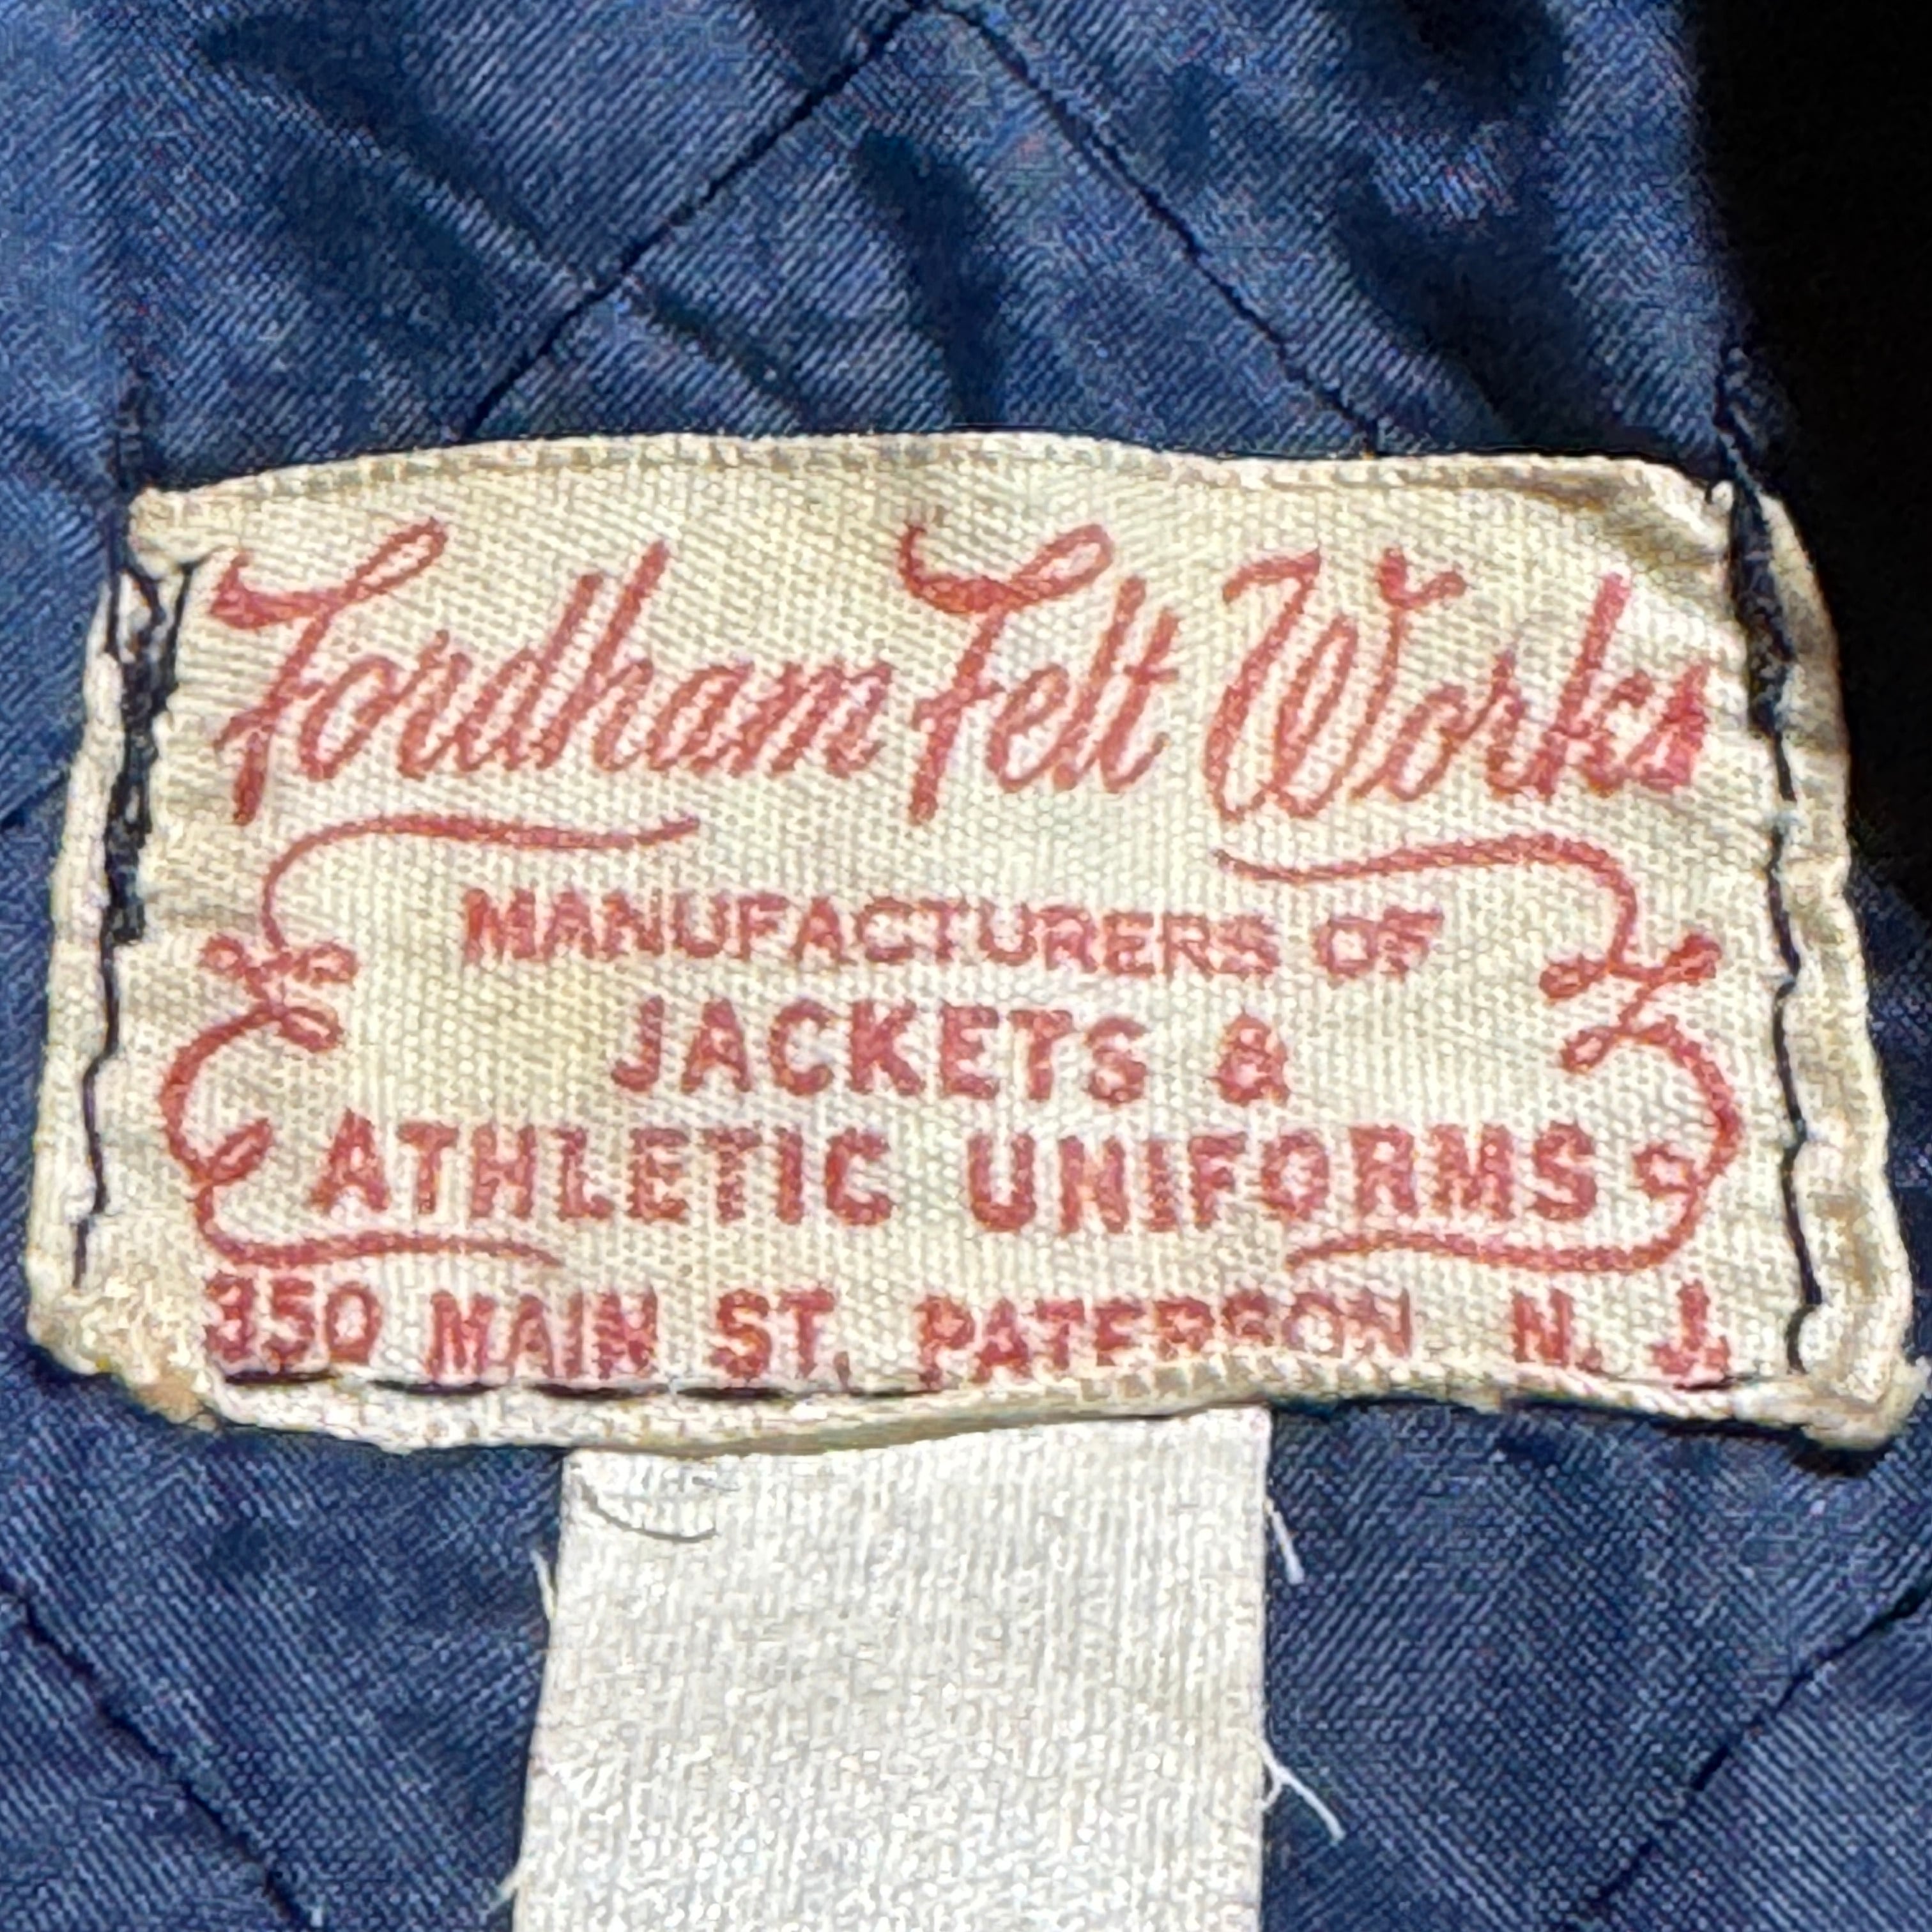 Fordham Felt Works
MANUFACTURERS OF
JACKETS &
ATHLETIC UNIFORMS
350 MAIN ST. PATERSON N. J.